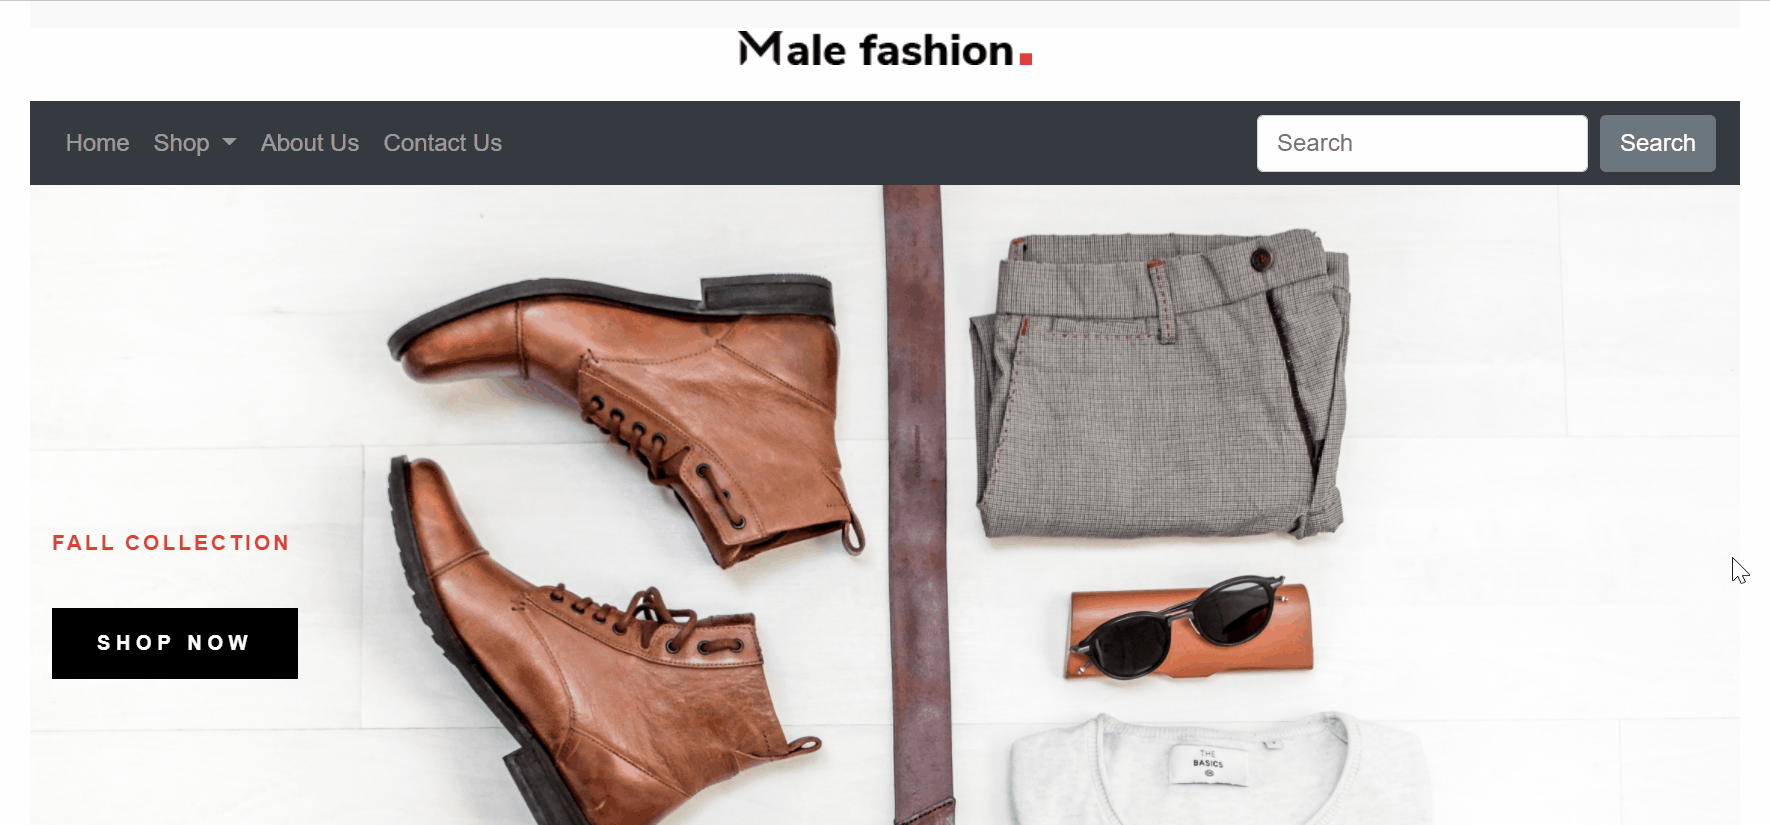 Male fashion.
Home Shop About Us Contact Us Search Search
FALL COLLECTION
SHOP NOW
THE
BASICS